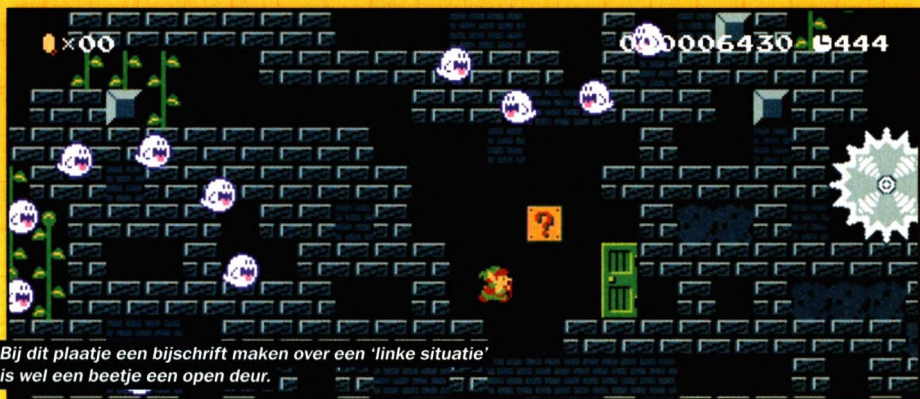 ×00
006430
444
?
Bij dit plaatje een bijschrift maken over een ‘linke situatie’
is wel een beetje een open deur.